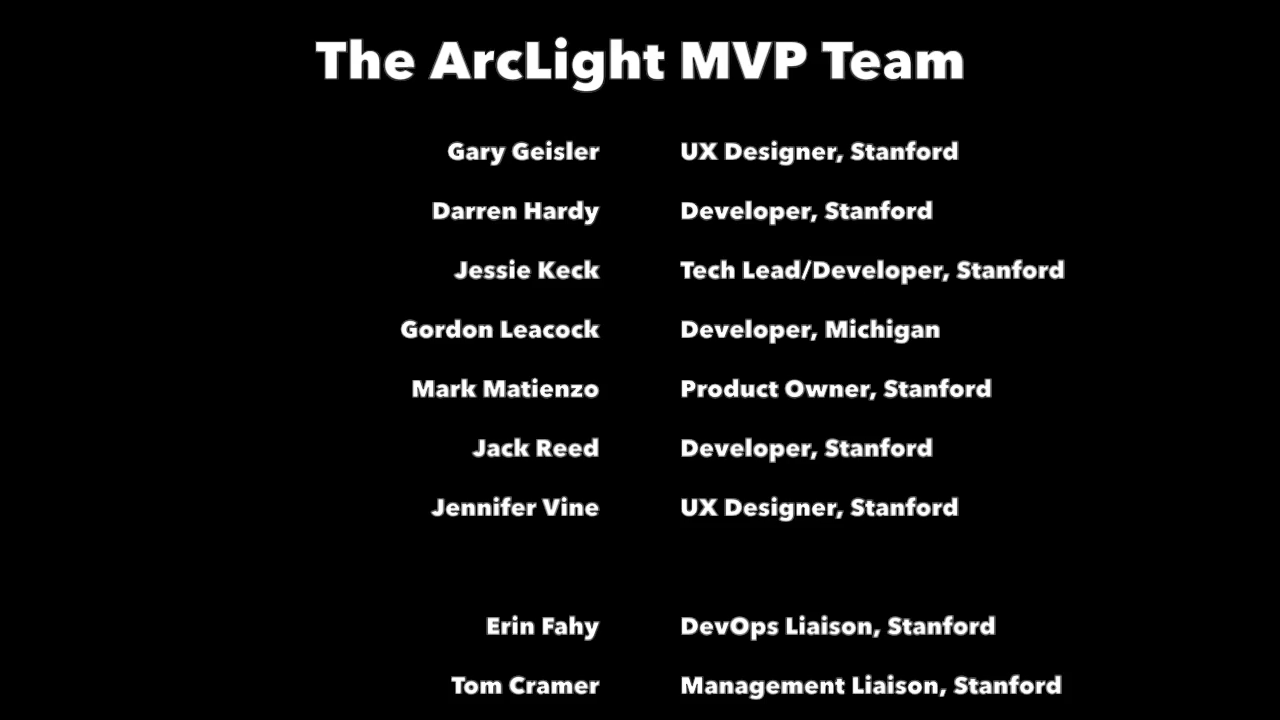 The ArcLight MVP Team
Gary Geisler UX Designer, Stanford
Darren Hardy Developer, Stanford
Jessie Keck Tech Lead/Developer, Stanford
Gordon Leacock Developer, Michigan
Mark Matienzo Product Owner, Stanford
Jack Reed Developer, Stanford
Jennifer Vine UX Designer, Stanford
Erin Fahy DevOps Liaison, Stanford
Tom Cramer Management Liaison, Stanford